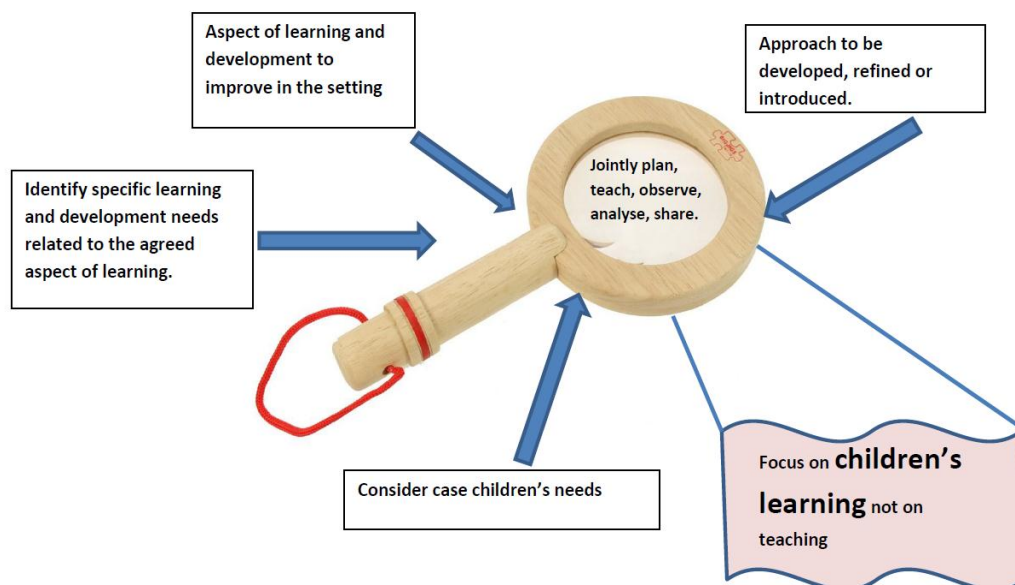 Aspect of learning and
development to
improve in the setting
Approach to be
developed, refined or
introduced.
Identify specific learning
and development needs
related to the agreed
aspect of learning.
Jointly plan,
teach, observe,
analyse, share.
Consider case children’s needs
Focus on children’s
learning not on
teaching